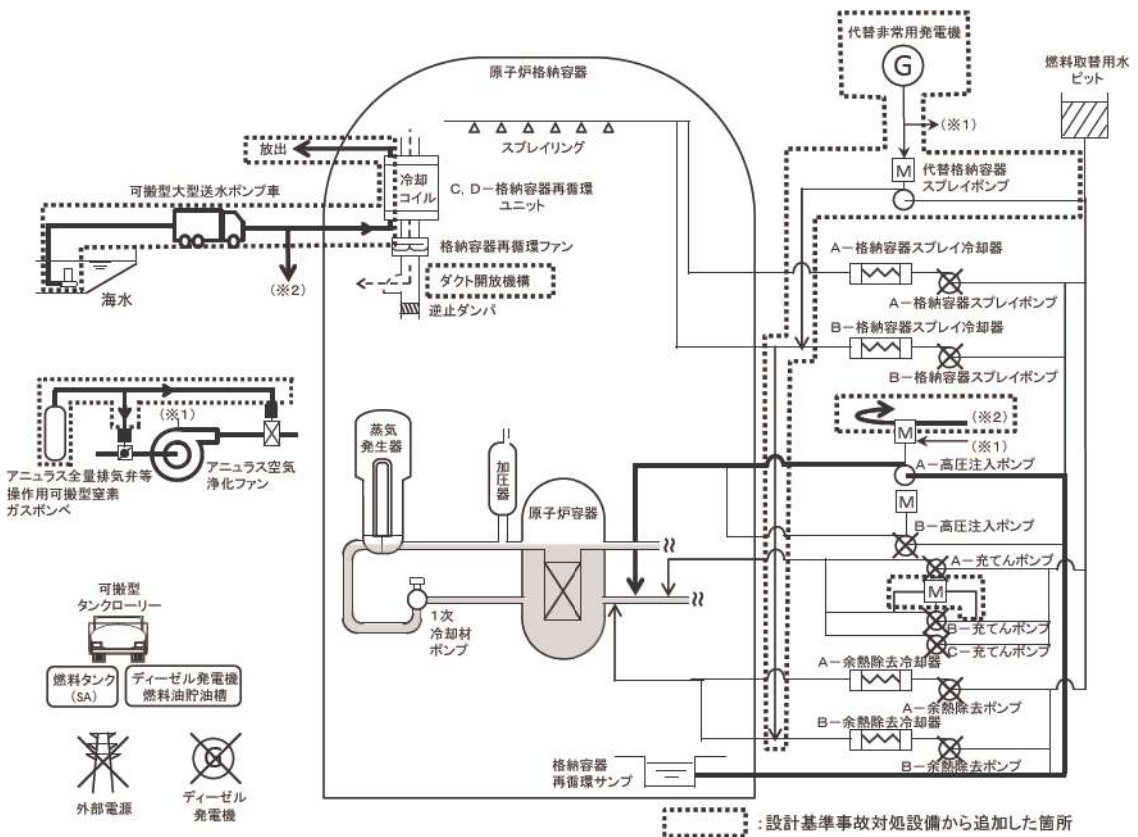 代替非常用発電機
G
燃料取替用水
ピット
(※1)
M
代替格納容器
スプレイポンプ
原子炉格納容器
スプレイリング
放出
冷却
コイル
C，D－格納容器再循環
ユニット
可搬型大型送水ポンプ車
格納容器再循環ファン
(※2)
ダクト開放機構
逆止ダンパ
海水
A－格納容器スプレイ冷却器
A－格納容器スプレイポンプ
B－格納容器スプレイ冷却器
B－格納容器スプレイポンプ
(※1)
アニュラス全量排気弁等
操作用可搬型窒素
ガスボンベ
アニュラス空気
浄化ファン
蒸気
発生器
加圧器
原子炉容器
1次
冷却材
ポンプ
(※2)
M
(※1)
A－高圧注入ポンプ
M
B－高圧注入ポンプ
A－充てんポンプ
M
B－充てんポンプ
C－充てんポンプ
A－余熱除去冷却器
A－余熱除去ポンプ
B－余熱除去冷却器
B－余熱除去ポンプ
格納容器
再循環サンプ
可搬型
タンクローリー
燃料タンク
(SA)
ディーゼル発電機
燃料油貯油槽
外部電源
ディーゼル
発電機
：設計基準事故対処設備から追加した箇所